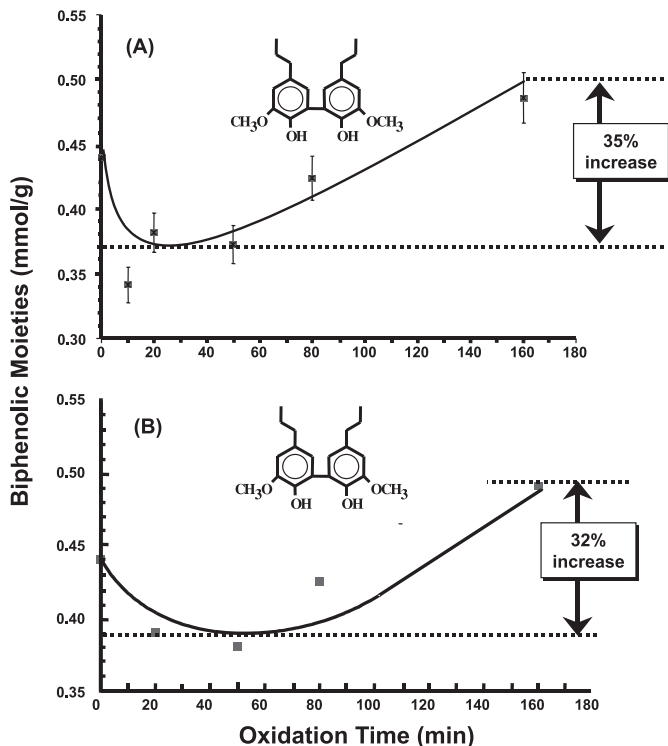 Biphenolic Moieties (mmol/g)
0.55
0.50
0.45
0.40
0.35
0.30
(A)
CH3O
OH
OH
OCH3
35%
increase
0 20 40 60 80 100 120 140 160 180
0.55
0.50
0.45
0.40
0.35
(B)
CH3O
OH
OH
OCH3
32%
increase
0 20 40 60 80 100 120 140 160 180
Oxidation Time (min)